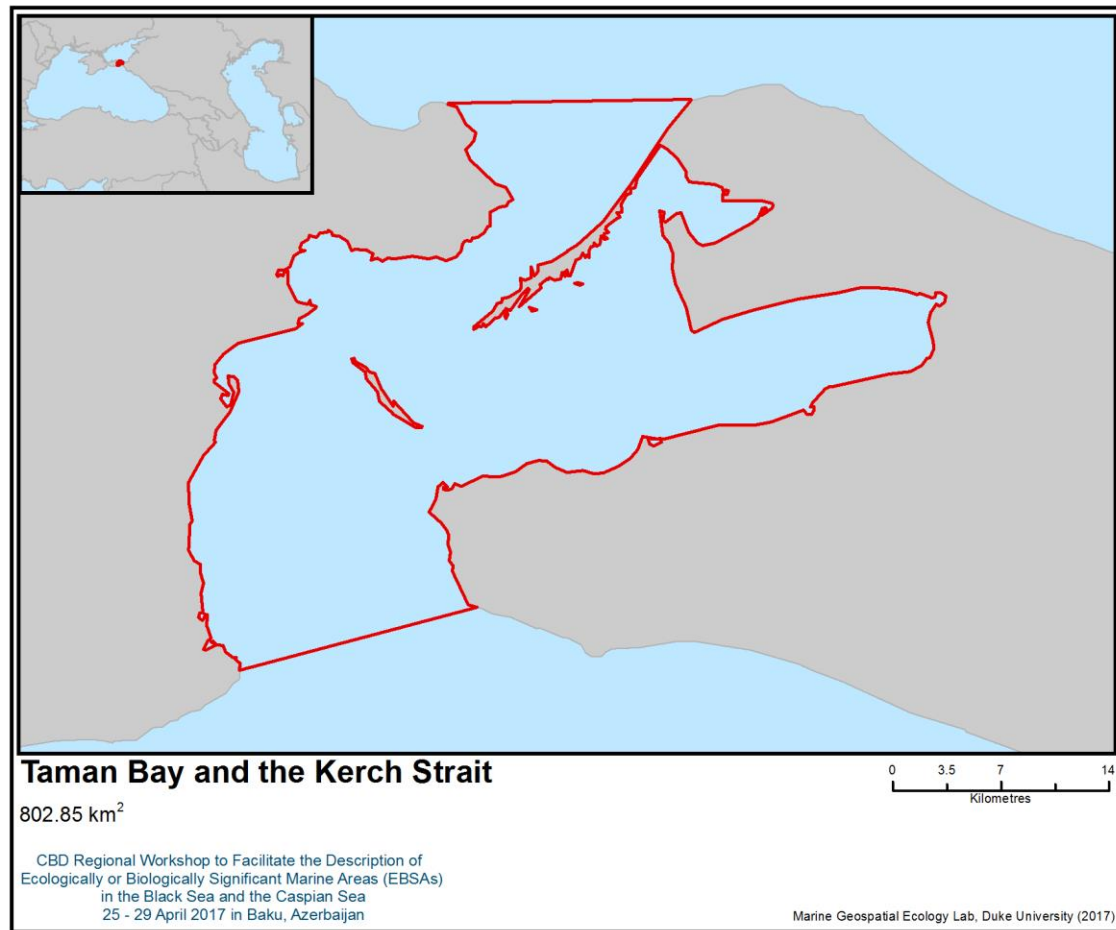 Taman Bay and the Kerch Strait
802.85 km²
0 3.5 7 14
Kilometres
CBD Regional Workshop to Facilitate the Description of
Ecologically or Biologically Significant Marine Areas (EBSAs)
in the Black Sea and the Caspian Sea
25 - 29 April 2017 in Baku, Azerbaijan
Marine Geospatial Ecology Lab, Duke University (2017)